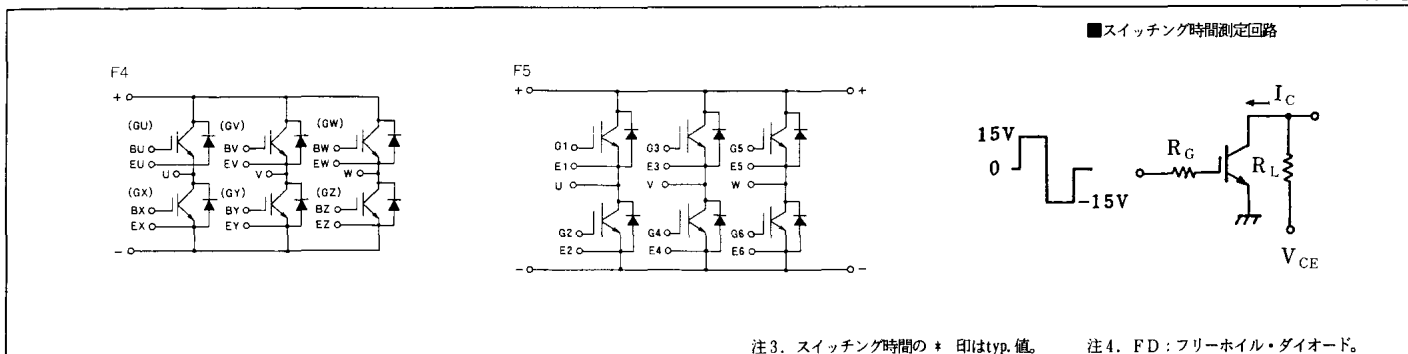 ■スイッチング時間測定回路
F4
+
(GU)
BU
EU
(GV)
BV
EV
(GW)
BW
EW
U
V
W
(GX)
BX
EX
(GY)
BY
EY
(GZ)
BZ
EZ
-
F5
+
+
G1
E1
G3
E3
G5
E5
U
V
W
G2
E2
G4
E4
G6
E6
-
-
15V
0
-15V
RG
IC
RL
VCE
注3. スイッチング時間の * 印はtyp.値。
注4. FD:フリーホイル・ダイオード。